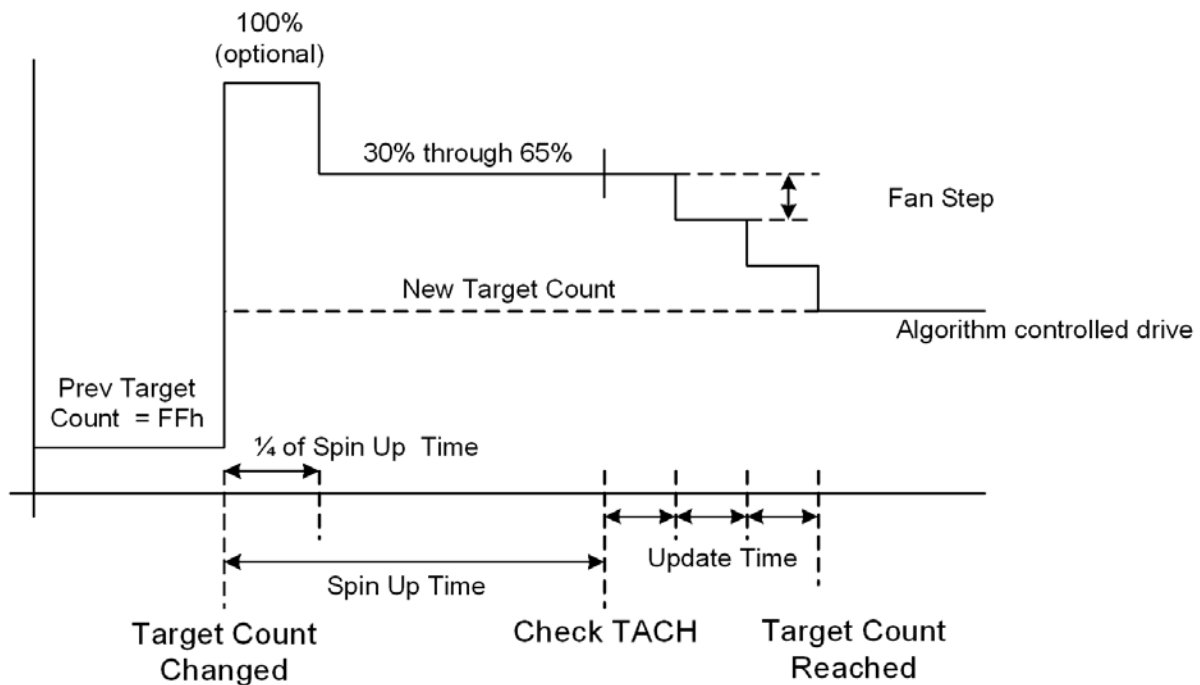 100%
(optional)
30% through 65%
Fan Step
New Target Count
Algorithm controlled drive
Prev Target
Count = FFh
¼ of Spin Up Time
Update Time
Spin Up Time
Target Count
Changed
Check TACH
Target Count
Reached